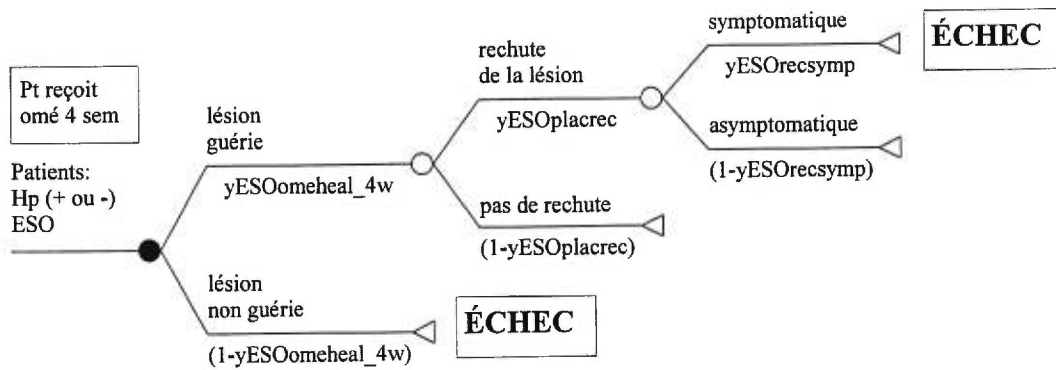 Pt reçoit
omé 4 sem
Patients:
Hp (+ ou -)
ESO
lésion
guérie
yESOomeheal_4w
lésion
non guérie
(1-yESOomeheal_4w)
ÉCHEC
rechute
de la lésion
yESOplacrec
pas de rechute
(1-yESOplacrec)
symptomatique
yESOrecsymp
ÉCHEC
asymptomatique
(1-yESOrecsymp)